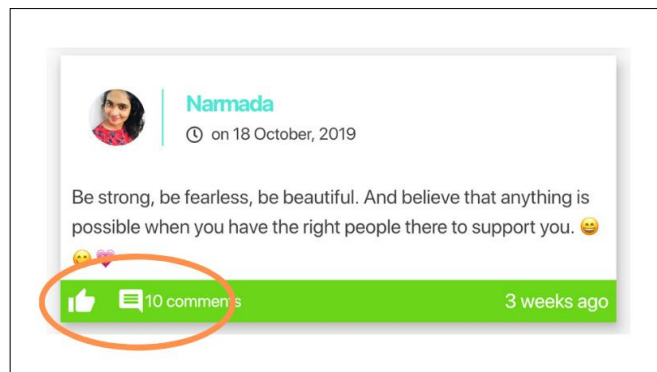 Narmada
on 18 October, 2019
Be strong, be fearless, be beautiful. And believe that anything is
possible when you have the right people there to support you. 😄
😋💗
10 comments
3 weeks ago